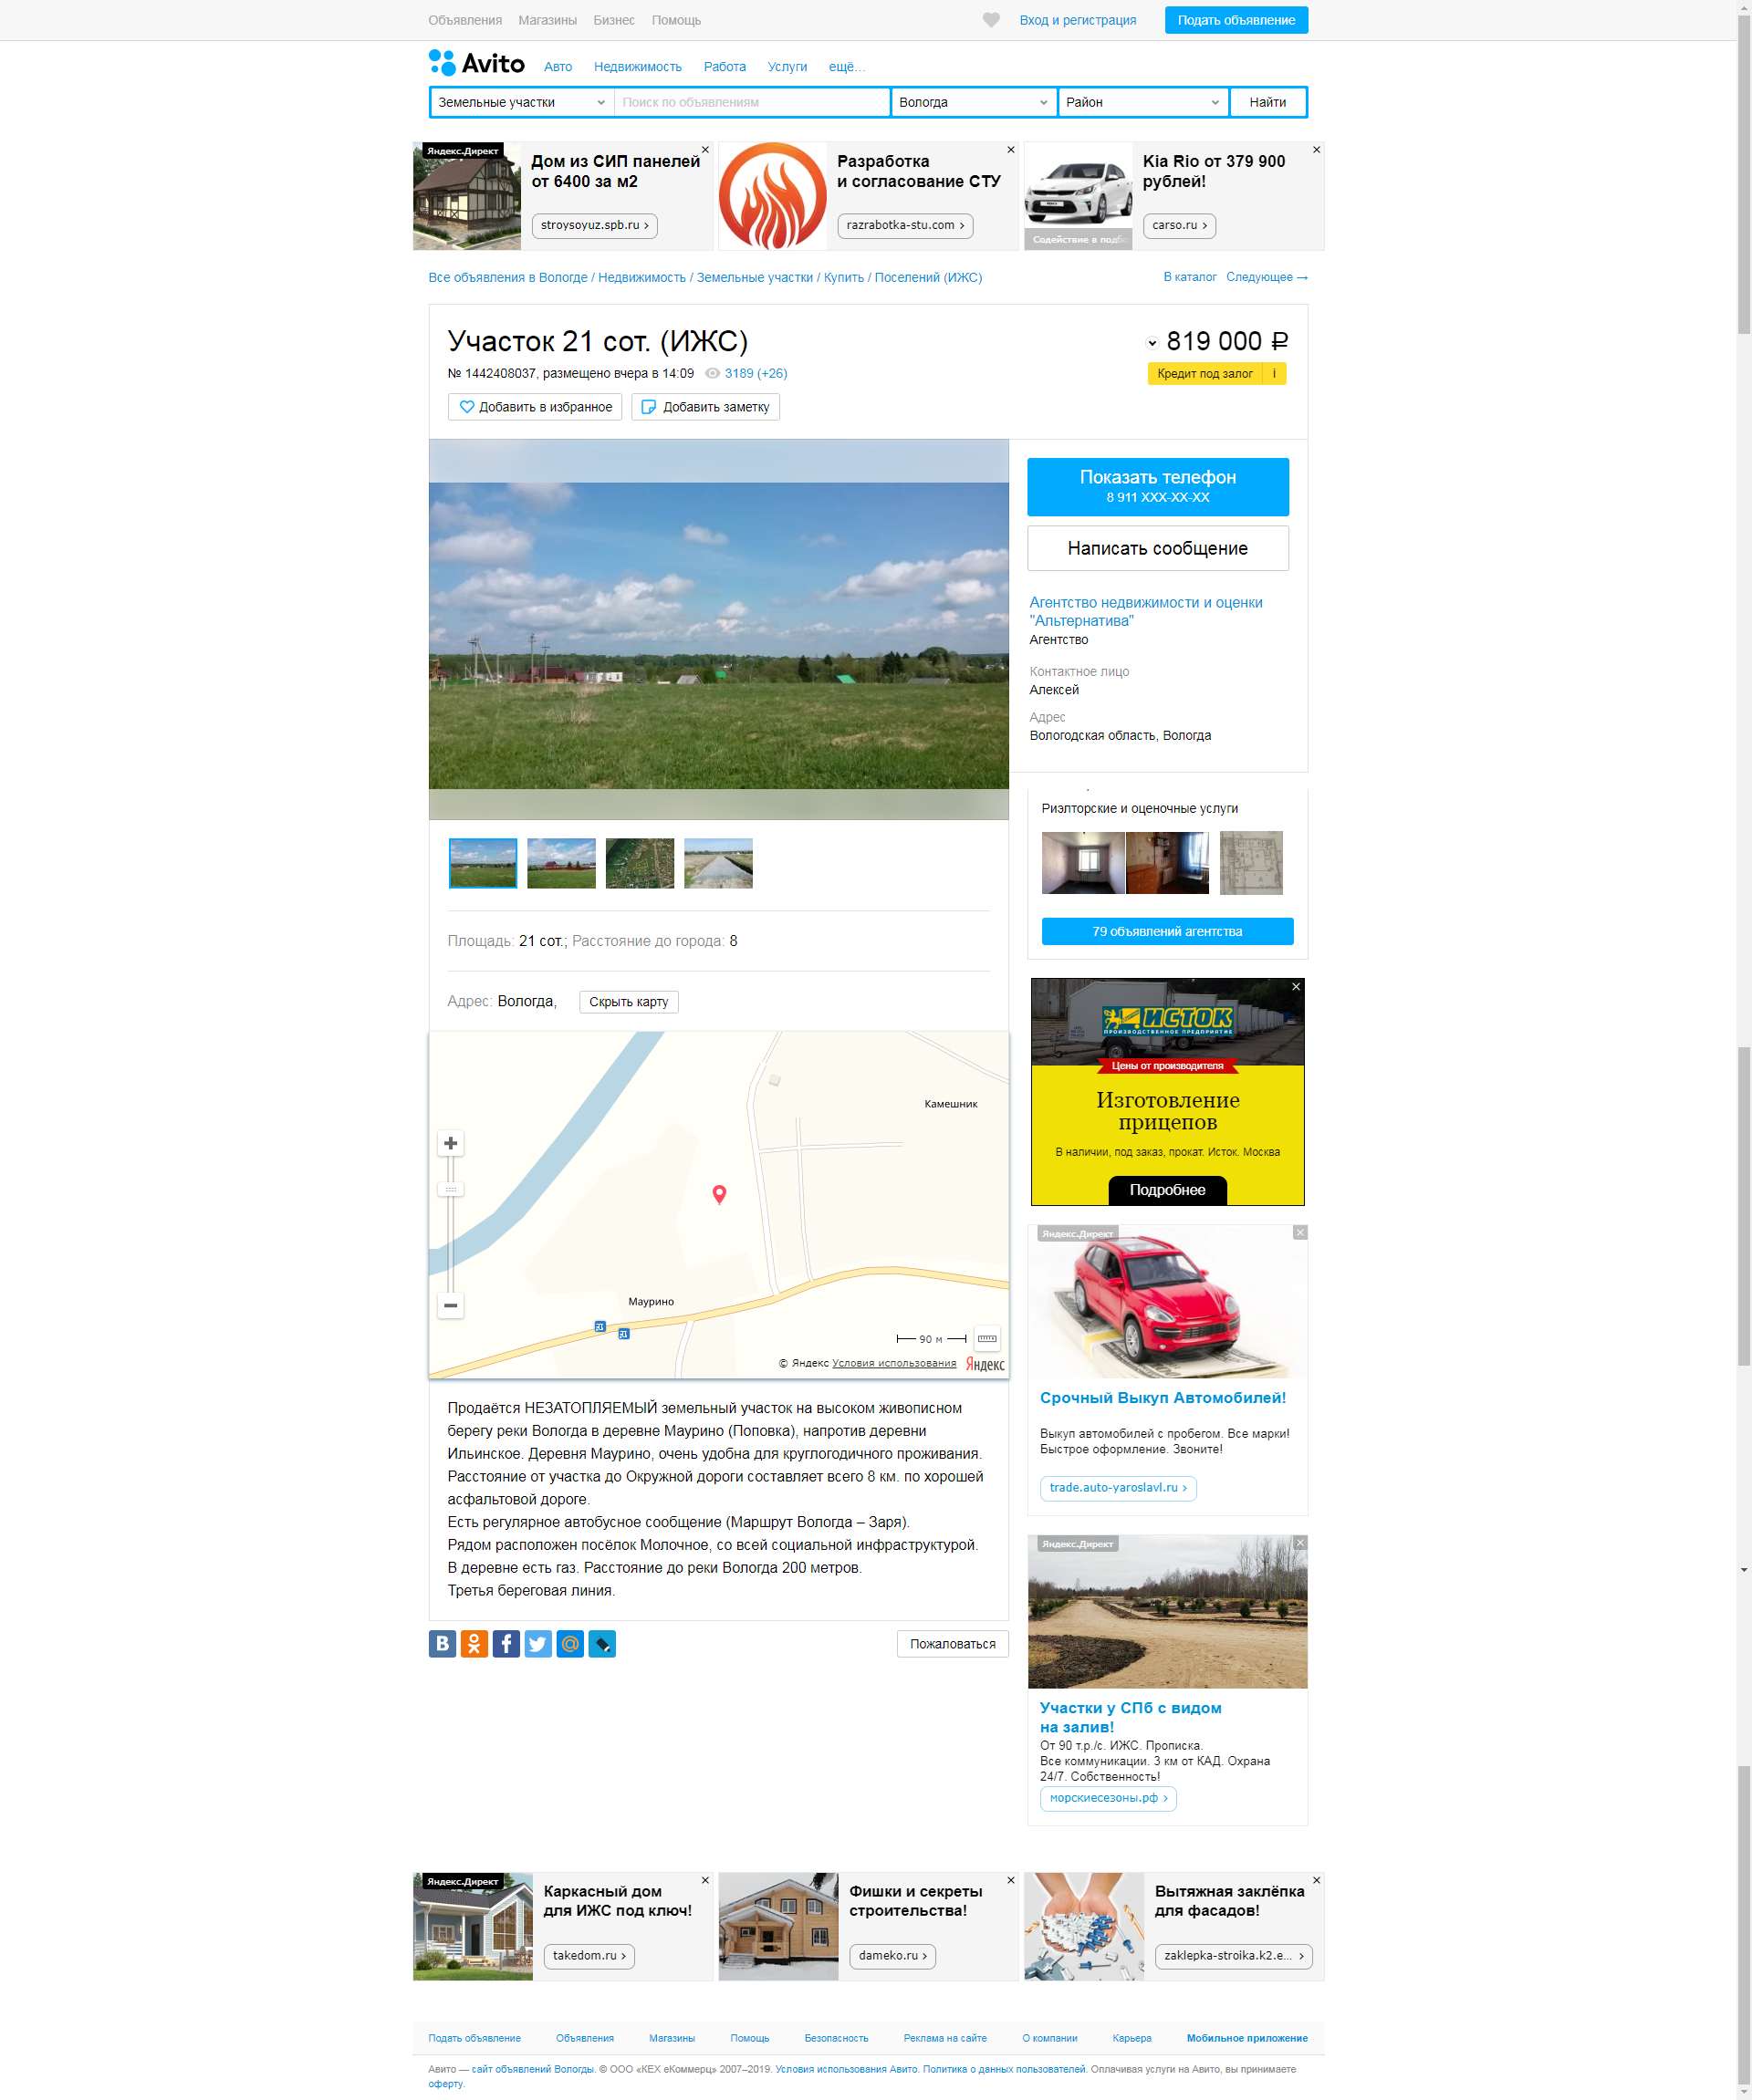 Объявления Магазины Бизнес Помощь
Вход и регистрация
Подать объявление
Avito Авто Недвижимость Работа Услуги ещё...
Земельные участки
Поиск по объявлениям
Вологда
Район
Найти
Яндекс.Директ
Дом из СИП панелей
от 6400 за м2
stroysoyuz.spb.ru
Разработка
и согласование СТУ
razrabotka-stu.com
Содействие в подбо
Kia Rio от 379 900
рублей!
carso.ru
Все объявления в Вологде / Недвижимость / Земельные участки / Купить / Поселений (ИЖС)
В каталог Следующее →
Участок 21 сот. (ИЖС)
819 000 ₽
№ 1442408037, размещено вчера в 14:09 3189 (+26)
Кредит под залог i
Добавить в избранное
Добавить заметку
Показать телефон
8 911 XXX-XX-XX
Написать сообщение
Агентство недвижимости и оценки
"Альтернатива"
Агентство
Контактное лицо
Алексей
Адрес
Вологодская область, Вологда
Риэлторские и оценочные услуги
79 объявлений агентства
Площадь: 21 сот.; Расстояние до города: 8
Адрес: Вологда,
Скрыть карту
Камешник
Маурино
90 м
© Яндекс Условия использования Яндекс
ИСТОК
ПРОИЗВОДСТВЕННОЕ ПРЕДПРИЯТИЕ
Цены от производителя
Изготовление
прицепов
В наличии, под заказ, прокат. Исток. Москва
Подробнее
Яндекс.Директ
Срочный Выкуп Автомобилей!
Выкуп автомобилей с пробегом. Все марки!
Быстрое оформление. Звоните!
trade.auto-yaroslavl.ru
Продаётся НЕЗАТОПЛЯЕМЫЙ земельный участок на высоком живописном
берегу реки Вологда в деревне Маурино (Поповка), напротив деревни
Ильинское. Деревня Маурино, очень удобна для круглогодичного проживания.
Расстояние от участка до Окружной дороги составляет всего 8 км. по хорошей
асфальтовой дороге.
Есть регулярное автобусное сообщение (Маршрут Вологда – Заря).
Рядом расположен посёлок Молочное, со всей социальной инфраструктурой.
В деревне есть газ. Расстояние до реки Вологда 200 метров.
Третья береговая линия.
Пожаловаться
Яндекс.Директ
Участки у СПб с видом
на залив!
От 90 т.р./с. ИЖС. Прописка.
Все коммуникации. 3 км от КАД. Охрана
24/7. Собственность!
морскиесезоны.рф
Яндекс.Директ
Каркасный дом
для ИЖС под ключ!
takedom.ru
Фишки и секреты
строительства!
dameko.ru
Вытяжная заклёпка
для фасадов!
zaklepka-stroika.k2.e...
Подать объявление Объявления Магазины Помощь Безопасность Реклама на сайте О компании Карьера Мобильное приложение
Авито — сайт объявлений Вологды. © ООО «КЕХ еКоммерц» 2007–2019. Условия использования Авито. Политика о данных пользователей. Оплачивая услуги на Авито, вы принимаете
оферту.